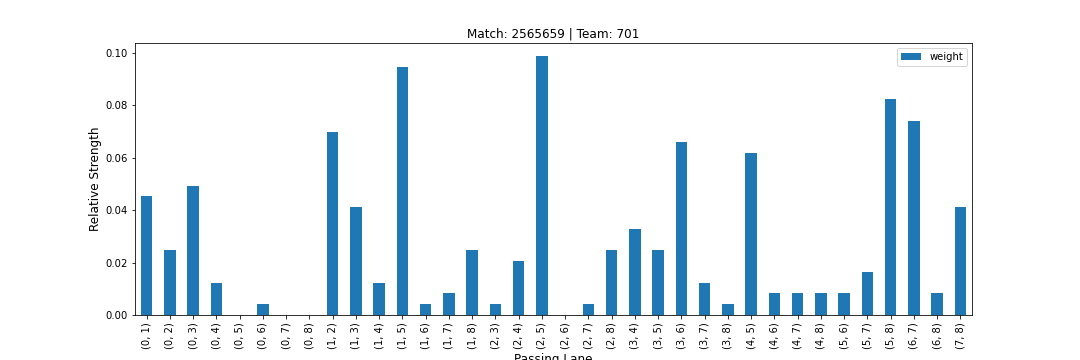 Match: 2565659 | Team: 701
weight
Relative Strength
0.10
0.08
0.06
0.04
0.02
0.00
(0, 1) (0, 2) (0, 3) (0, 4) (0, 5) (0, 6) (0, 7) (0, 8) (1, 2) (1, 3) (1, 4) (1, 5) (1, 6) (1, 7) (1, 8) (2, 3) (2, 4) (2, 5) (2, 6) (2, 7) (2, 8) (3, 4) (3, 5) (3, 6) (3, 7) (3, 8) (4, 5) (4, 6) (4, 7) (4, 8) (5, 6) (5, 7) (5, 8) (6, 7) (6, 8) (7, 8)
Passing Lane